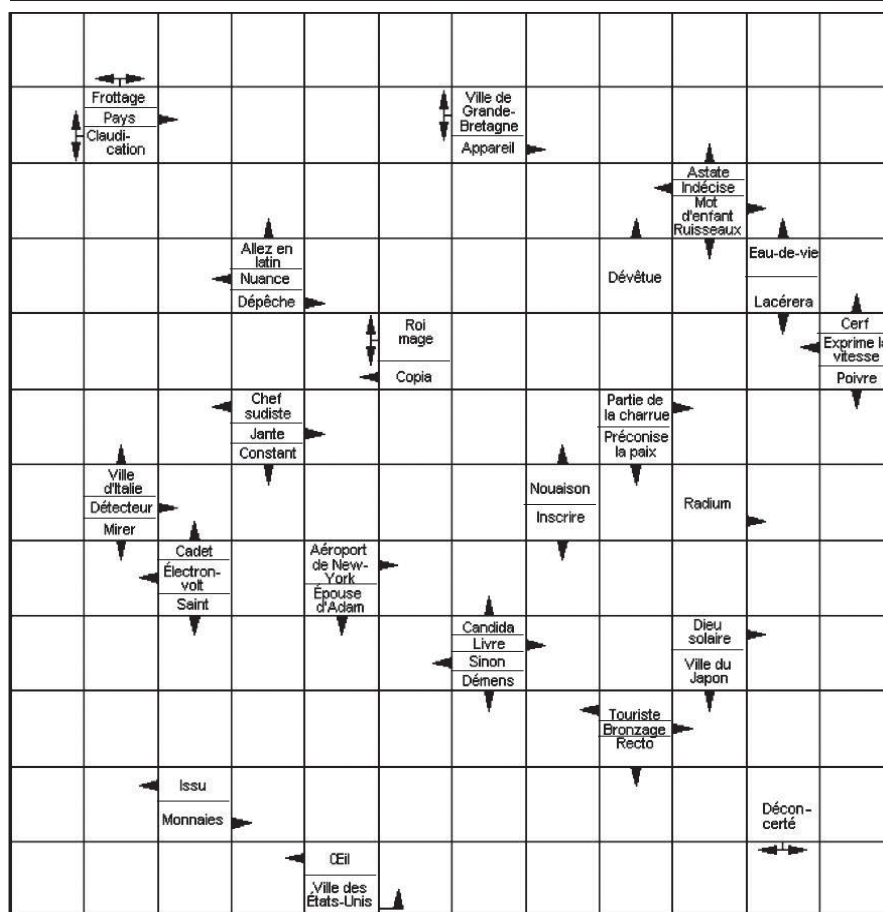 Frottage
Pays
Claudi-
cation
Ville de
Grande-
Bretagne
Appareil
Astate
Indécise
Mot
d'enfant
Ruisseaux
Allez en
latin
Nuance
Dépêche
Dévêtue
Eau-de-vie
Lacérera
Roi
mage
Copia
Cerf
Exprime la
vitesse
Poivre
Chef
sudiste
Jante
Constant
Partie de
la charrue
Préconise
la paix
Ville
d'Italie
Détecteur
Mirer
Nouaison
Inscrire
Radium
Cadet
Électron-
volt
Saint
Aéroport
de New-
York
Épouse
d'Adam
Candida
Livre
Sinon
Démens
Dieu
solaire
Ville du
Japon
Touriste
Bronzage
Recto
Issu
Monnaies
Décon-
certé
Œil
Ville des
États-Unis